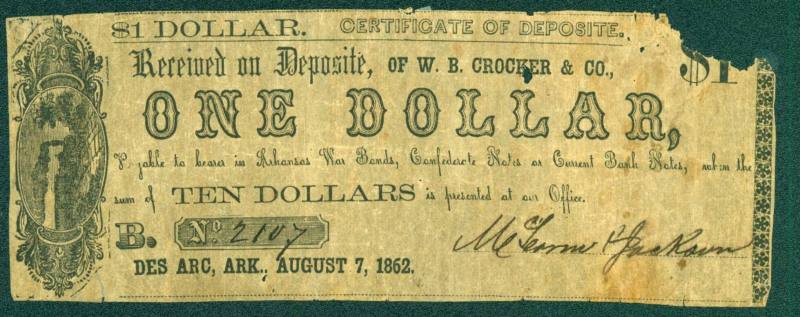 $1 DOLLAR. CERTIFICATE OF DEPOSITE.
Received on Deposite, OF W. B. CROCKER & CO., $1
ONE DOLLAR,
Payable to bearer in Arkansas War Bonds, Confederate Notes or Current Bank Notes, when the
sum of TEN DOLLARS is presented at our Office.
B. No. 2107
& Jackson
DES ARC, ARK., AUGUST 7, 1862.